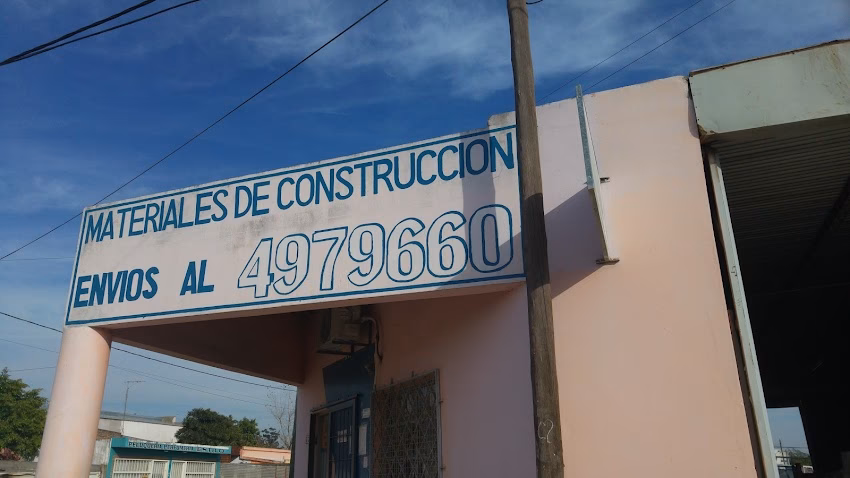 MATERIALES DE CONSTRUCCION
ENVIOS AL 4979660